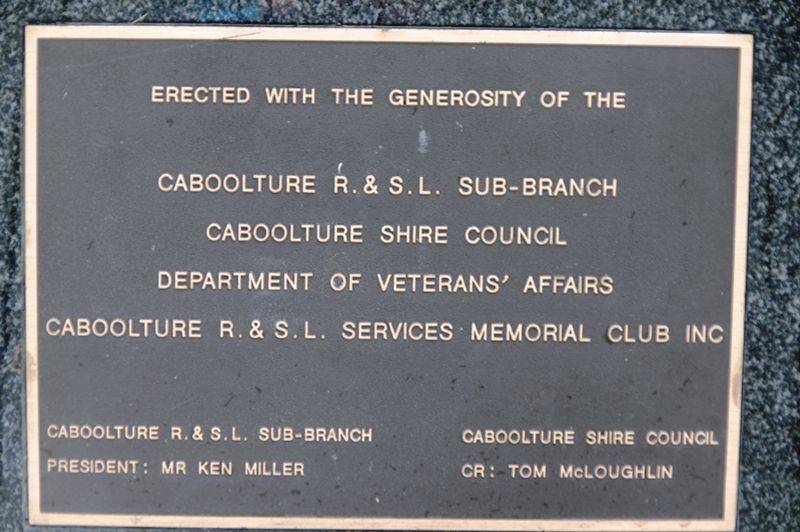 ERECTED WITH THE GENEROSITY OF THE
CABOOLTURE R. & S.L. SUB-BRANCH
CABOOLTURE SHIRE COUNCIL
DEPARTMENT OF VETERANS' AFFAIRS
CABOOLTURE R. & S.L. SERVICES MEMORIAL CLUB INC
CABOOLTURE R. & S.L. SUB-BRANCH
PRESIDENT: MR KEN MILLER
CABOOLTURE SHIRE COUNCIL
CR: TOM McLOUGHLIN